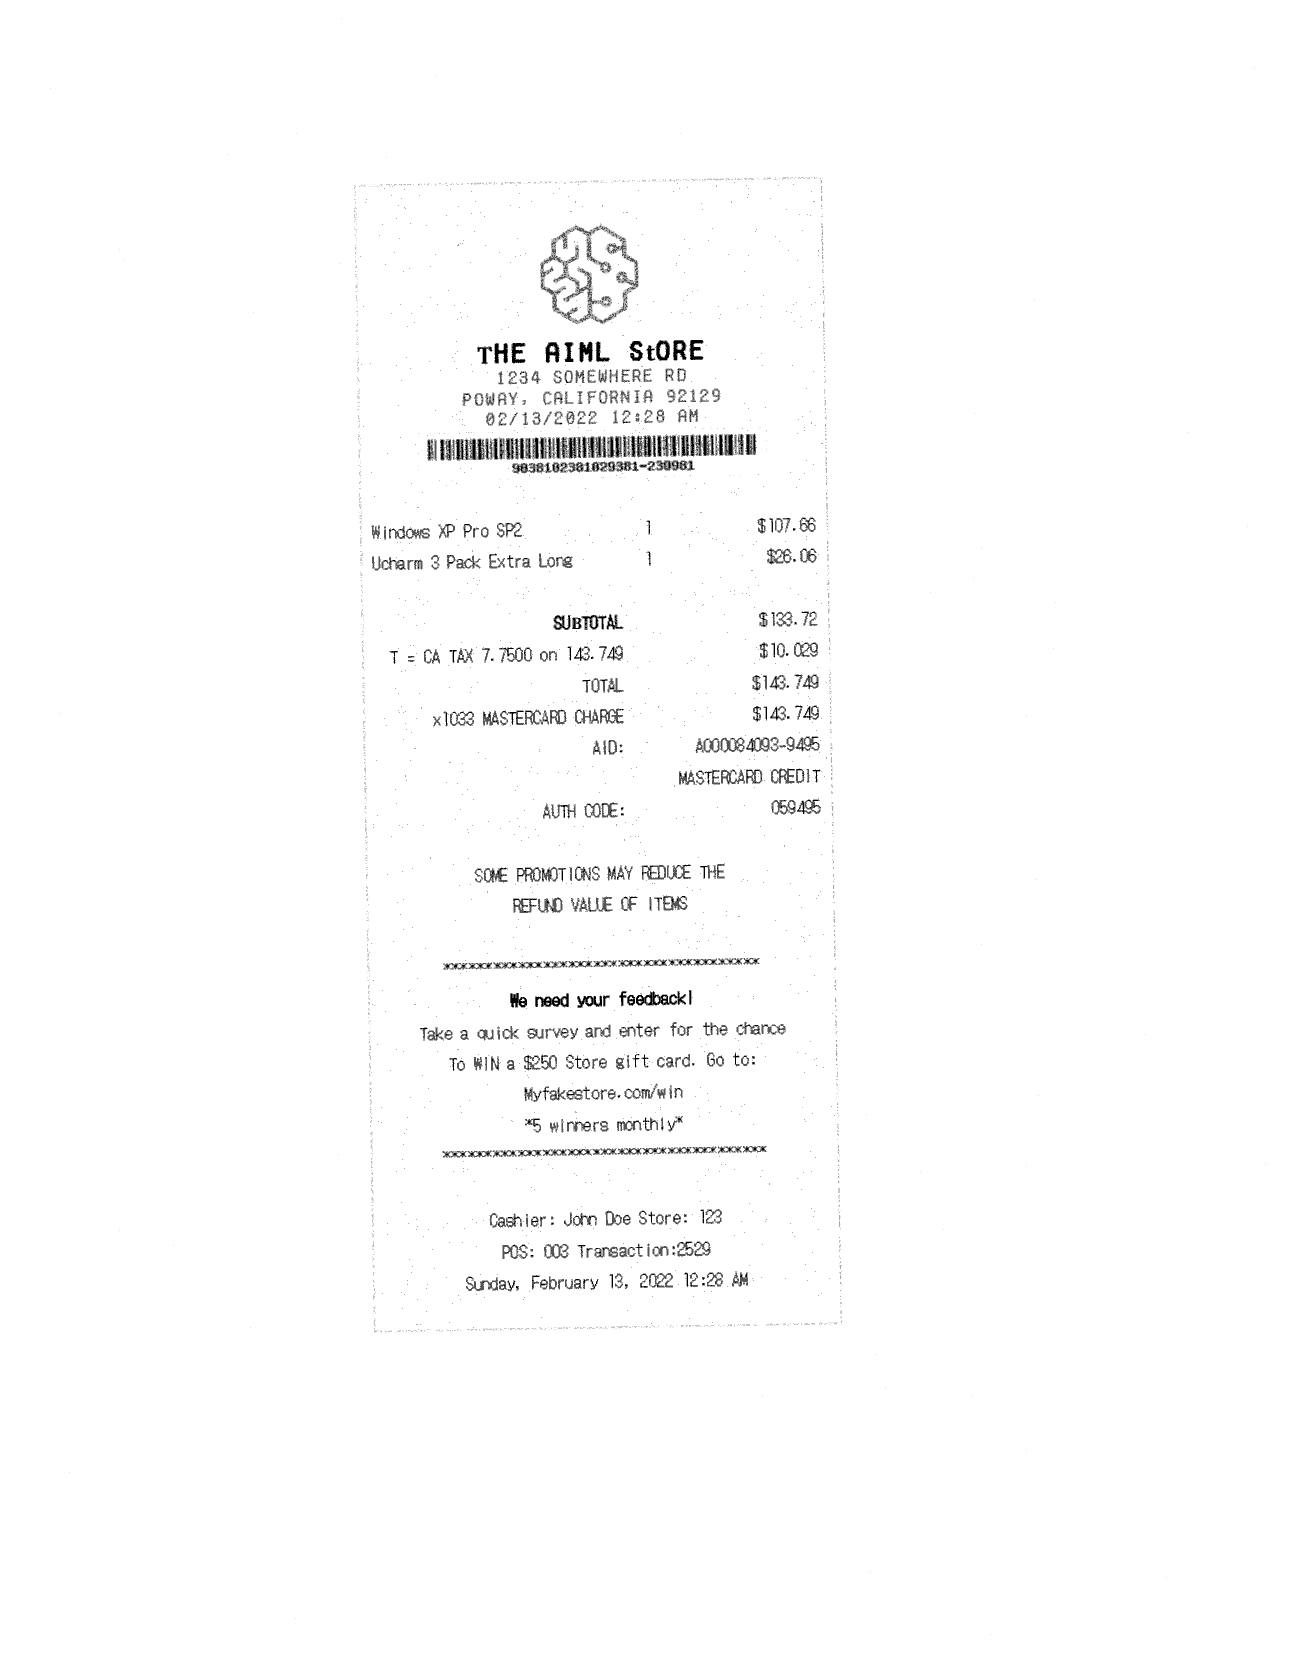 THE AIML StORE
1234 SOMEWHERE RD
POWAY, CALIFORNIA 92129
02/13/2022 12:28 AM
9838102381029381-230981
Windows XP Pro SP2 1 $107.66
Ucharm 3 Pack Extra Long 1 $26.06
SUBTOTAL $133.72
T = CA TAX 7.7500 on 143.749 $10.029
TOTAL $143.749
x1033 MASTERCARD CHARGE $143.749
AID: A000084093-9495
MASTERCARD CREDIT
AUTH CODE: 059495
SOME PROMOTIONS MAY REDUCE THE
REFUND VALUE OF ITEMS
We need your feedback!
Take a quick survey and enter for the chance
To WIN a $250 Store gift card. Go to:
Myfakestore.com/win
*5 winners monthly*
Cashier: John Doe Store: 123
POS: 003 Transaction:2529
Sunday, February 13, 2022 12:28 AM